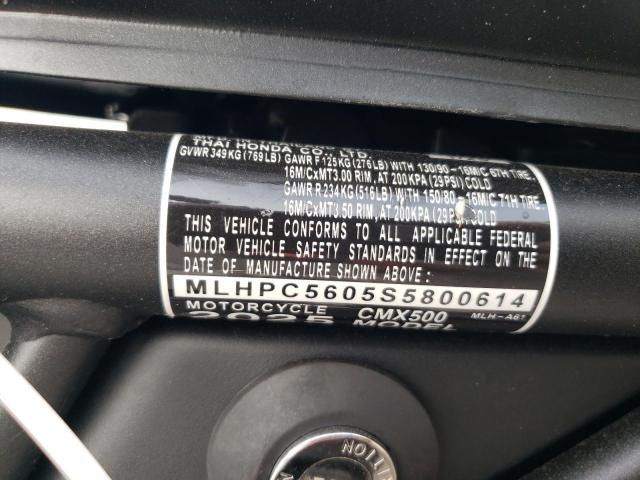 THAI HONDA CO., LTD.
GVWR 349KG (769LB) GAWR F 125KG (276LB) WITH 130/90-16M/C 67H TIRE,
16M/CxMT3.00 RIM, AT 200KPA (29PSI) COLD
GAWR R 234KG (516LB) WITH 150/80-16M/C 71H TIRE,
16M/CxMT3.50 RIM, AT 200KPA (29PSI) COLD
THIS VEHICLE CONFORMS TO ALL APPLICABLE FEDERAL
MOTOR VEHICLE SAFETY STANDARDS IN EFFECT ON THE
DATE OF MANUFACTURE SHOWN ABOVE:
MLHPC5605S5800614
MOTORCYCLE CMX500 MLH-A61
2025 MODEL